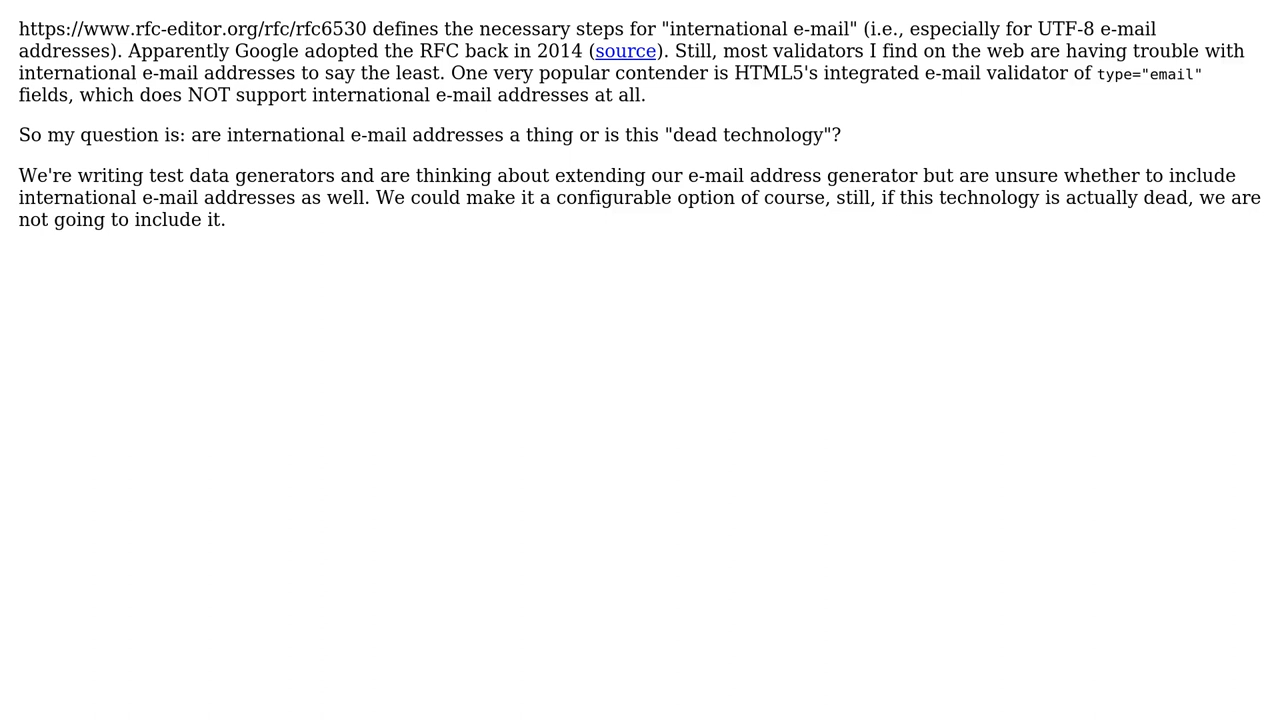 https://www.rfc-editor.org/rfc/rfc6530 defines the necessary steps for "international e-mail" (i.e., especially for UTF-8 e-mail
addresses). Apparently Google adopted the RFC back in 2014 (source). Still, most validators I find on the web are having trouble with
international e-mail addresses to say the least. One very popular contender is HTML5's integrated e-mail validator of type="email"
fields, which does NOT support international e-mail addresses at all.
So my question is: are international e-mail addresses a thing or is this "dead technology"?
We're writing test data generators and are thinking about extending our e-mail address generator but are unsure whether to include
international e-mail addresses as well. We could make it a configurable option of course, still, if this technology is actually dead, we are
not going to include it.